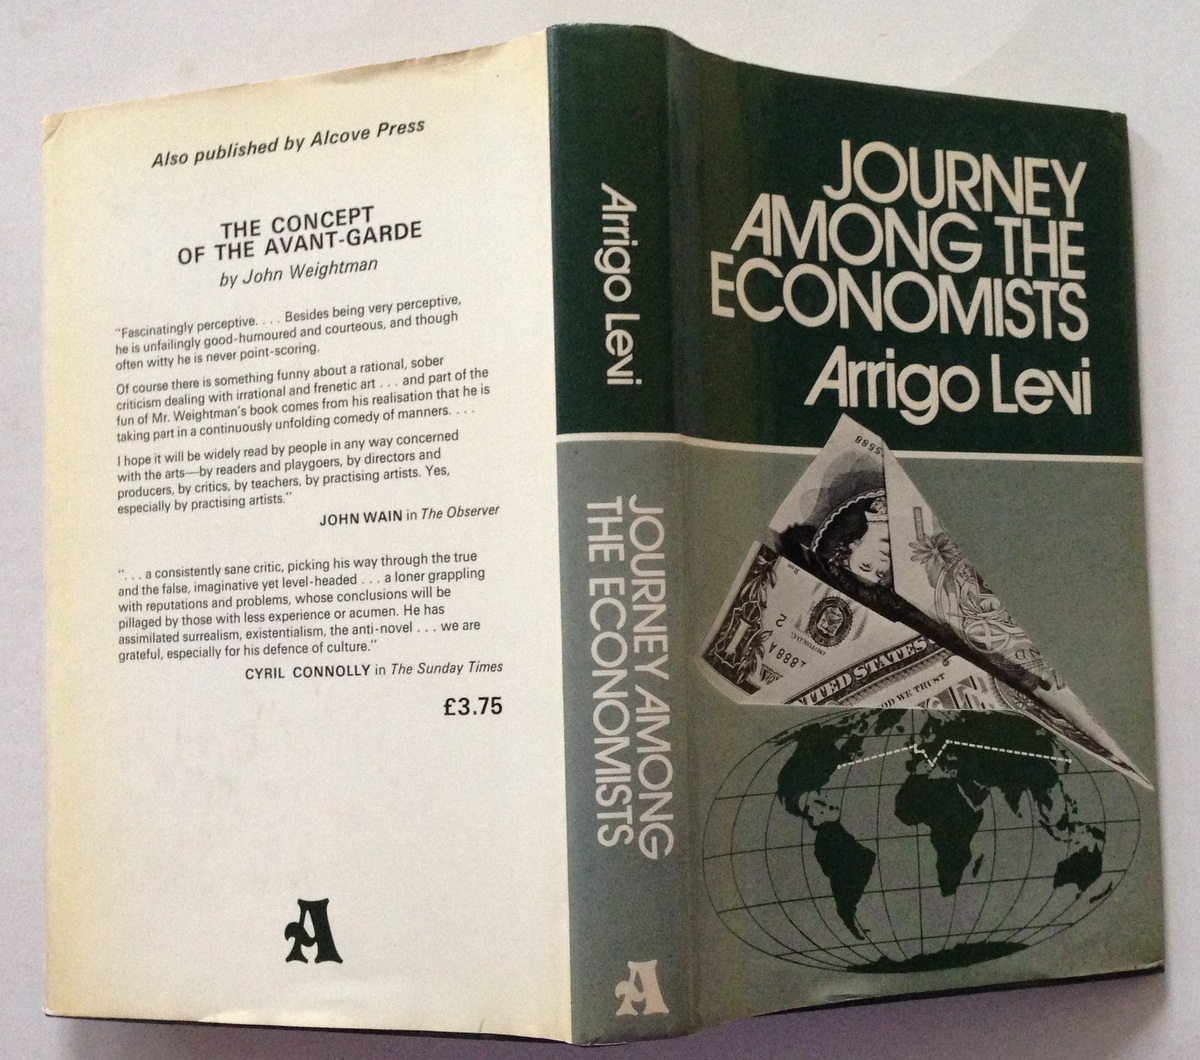 Also published by Alcove Press
THE CONCEPT
OF THE AVANT-GARDE
by John Weightman
"Fascinatingly perceptive. . . . Besides being very perceptive,
he is unfailingly good-humoured and courteous, and though
often witty he is never point-scoring.
Of course there is something funny about a rational, sober
criticism dealing with irrational and frenetic art . . . and part of the
fun of Mr. Weightman's book comes from his realisation that he is
taking part in a continuously unfolding comedy of manners. . . .
I hope it will be widely read by people in any way concerned
with the arts—by readers and playgoers, by directors and
producers, by critics, by teachers, by practising artists. Yes,
especially by practising artists."
JOHN WAIN in The Observer
". . . a consistently sane critic, picking his way through the true
and the false, imaginative yet level-headed . . . a loner grappling
with reputations and problems, whose conclusions will be
pillaged by those with less experience or acumen. He has
assimilated surrealism, existentialism, the anti-novel . . . we are
grateful, especially for his defence of culture."
CYRIL CONNOLLY in The Sunday Times
£3.75
A
Arrigo Levi
JOURNEY AMONG
THE ECONOMISTS
A
JOURNEY
AMONG THE
ECONOMISTS
Arrigo Levi
5888
1888 A
2
UNITED STATES
WE TRUST